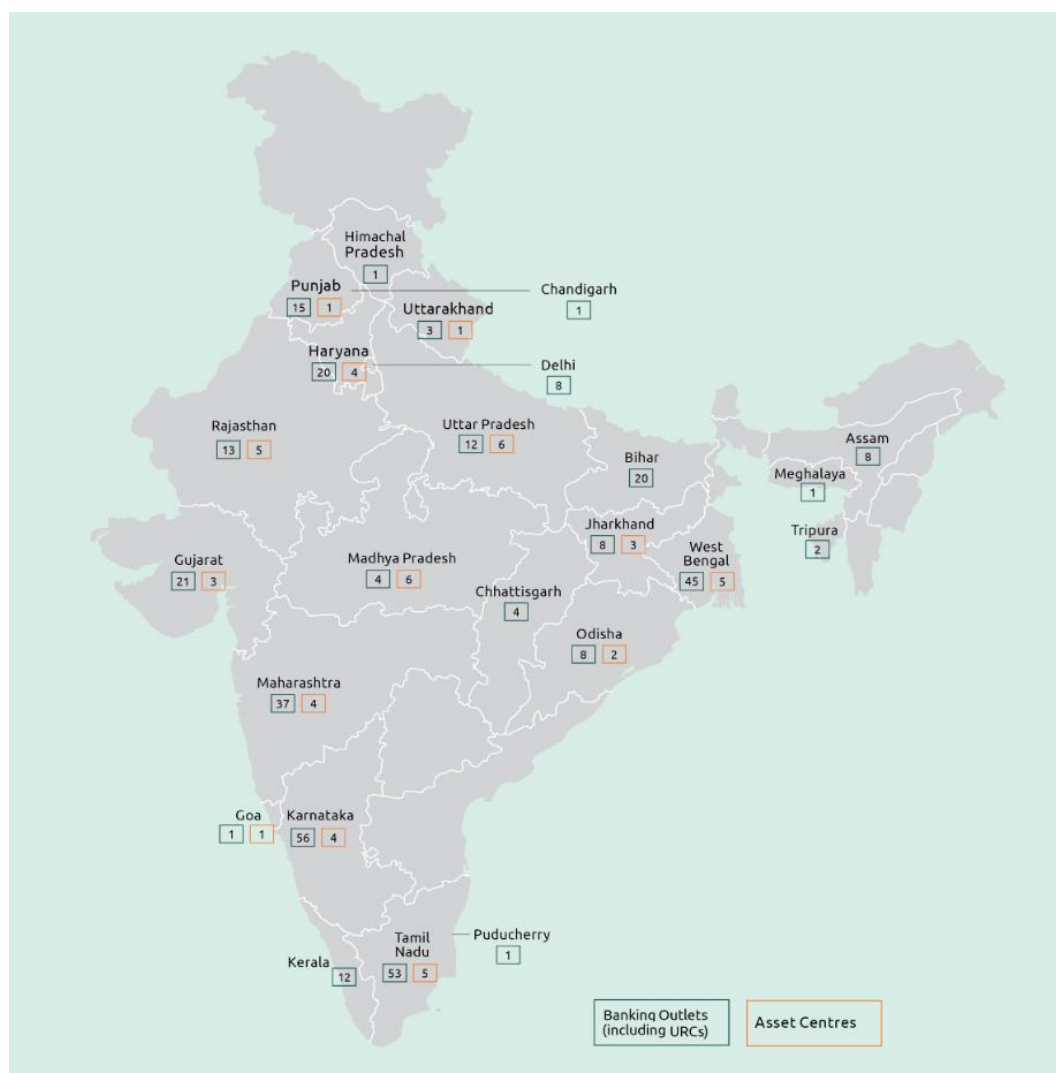 Himachal
Pradesh
1
Punjab
15 1
Chandigarh
1
Uttarakhand
3 1
Haryana
20 4
Delhi
8
Rajasthan
13 5
Uttar Pradesh
12 6
Bihar
20
Assam
8
Meghalaya
1
Tripura
2
Jharkhand
8 3
West
Bengal
45 5
Gujarat
21 3
Madhya Pradesh
4 6
Chhattisgarh
4
Odisha
8 2
Maharashtra
37 4
Goa
1 1
Karnataka
56 4
Kerala
12
Tamil
Nadu
53 5
Puducherry
1
Banking Outlets
(including URCs)
Asset Centres